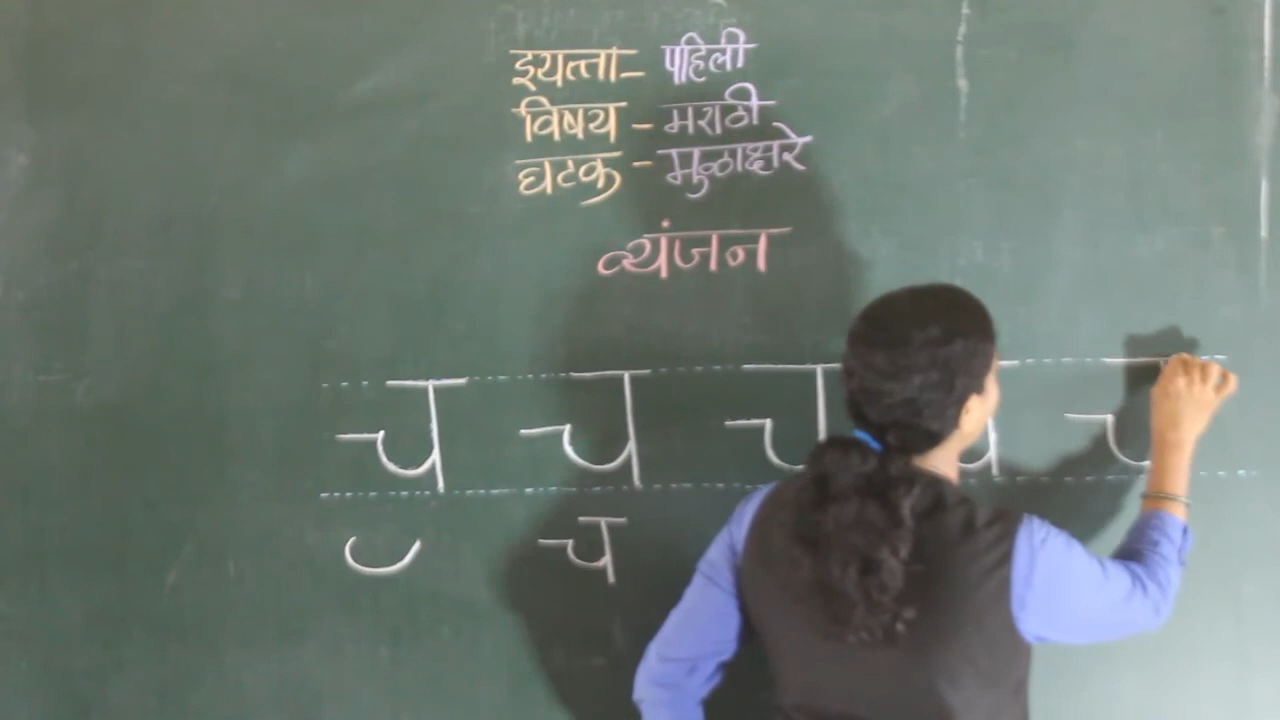 इयत्ता - पहिली
विषय - मराठी
घटक - मुळाक्षरे
व्यंजन
च च च च
च